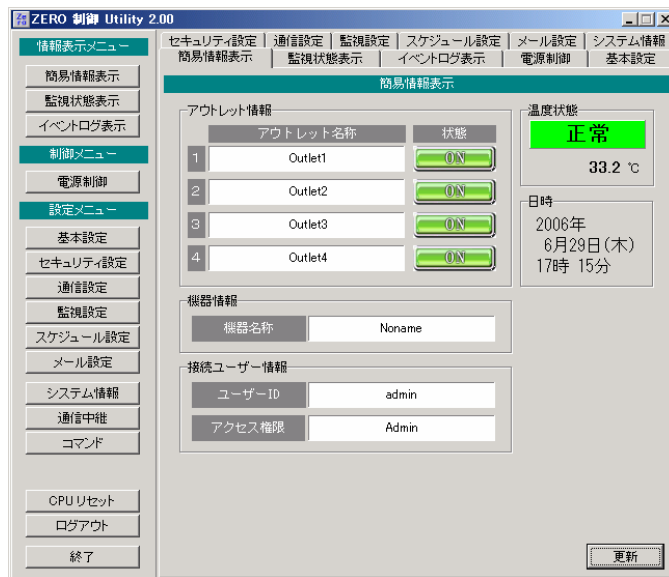 ZERO 制御 Utility 2.00
情報表示メニュー
簡易情報表示
監視状態表示
イベントログ表示
制御メニュー
電源制御
設定メニュー
基本設定
セキュリティ設定
通信設定
監視設定
スケジュール設定
メール設定
システム情報
通信中継
コマンド
CPU リセット
ログアウト
終了
セキュリティ設定 通信設定 監視設定 スケジュール設定 メール設定 システム情報
簡易情報表示 監視状態表示 イベントログ表示 電源制御 基本設定
簡易情報表示
アウトレット情報
アウトレット名称 状態
1 Outlet1 ON
2 Outlet2 ON
3 Outlet3 ON
4 Outlet4 ON
機器情報
機器名称 Noname
接続ユーザー情報
ユーザーID admin
アクセス権限 Admin
温度状態
正常
33.2 ℃
日時
2006年
6月29日(木)
17時 15分
更新